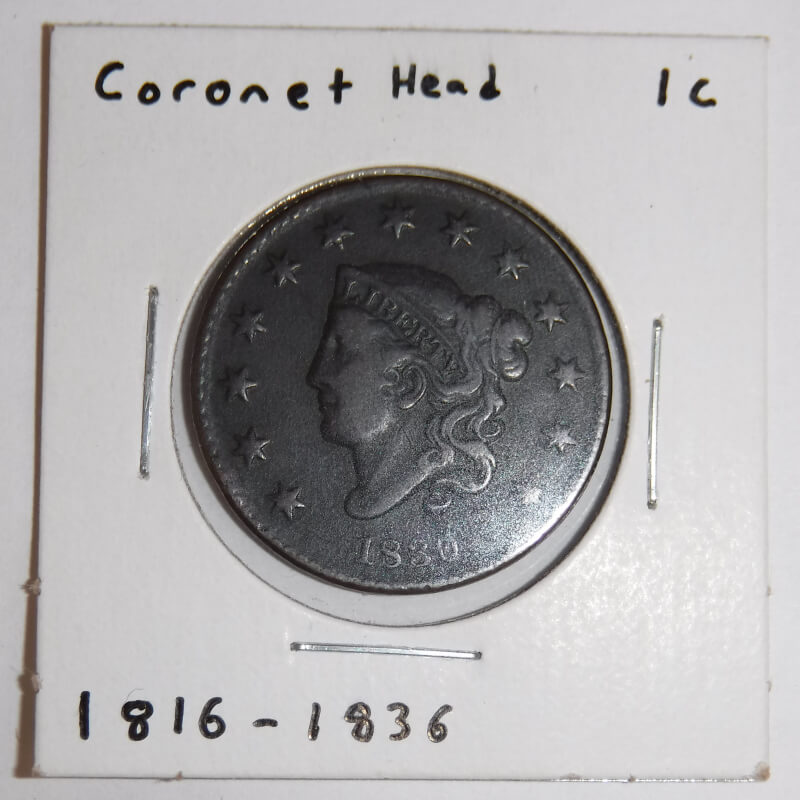 Coronet Head 1c
LIBERTY
1830
1816-1836